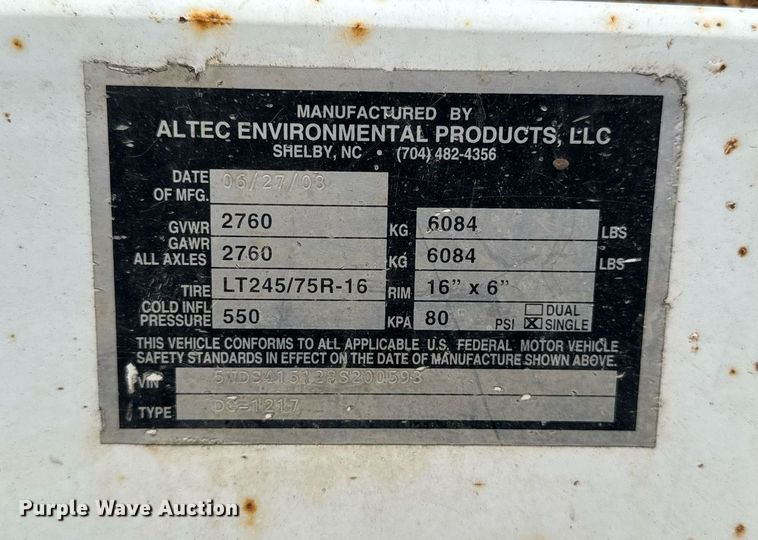 MANUFACTURED BY
ALTEC ENVIRONMENTAL PRODUCTS, LLC
SHELBY, NC • (704) 482-4356
DATE OF MFG. 06/27/08
GVWR 2760 KG 6084 LBS
GAWR ALL AXLES 2760 KG 6084 LBS
TIRE LT245/75R-16 RIM 16" x 6"
COLD INFL PRESSURE 550 KPA 80 PSI DUAL SINGLE
THIS VEHICLE CONFORMS TO ALL APPLICABLE U.S. FEDERAL MOTOR VEHICLE
SAFETY STANDARDS IN EFFECT ON THE DATE OF MANUFACTURE SHOWN ABOVE.
VIN
TYPE DC-1217
Purple Wave Auction